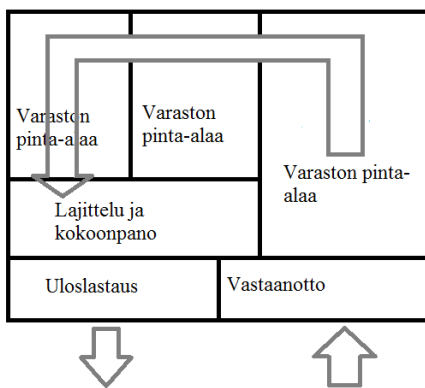 Varaston
pinta-alaa
Varaston
pinta-alaa
Varaston pinta-
alaa
Lajittelu ja
kokoonpano
Uloslastaus
Vastaanotto